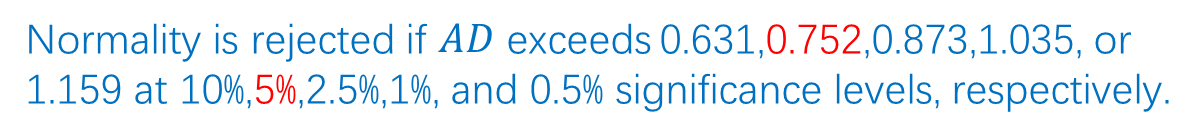 Normality is rejected if AD exceeds 0.631,0.752,0.873,1.035, or
1.159 at 10%,5%,2.5%,1%, and 0.5% significance levels, respectively.